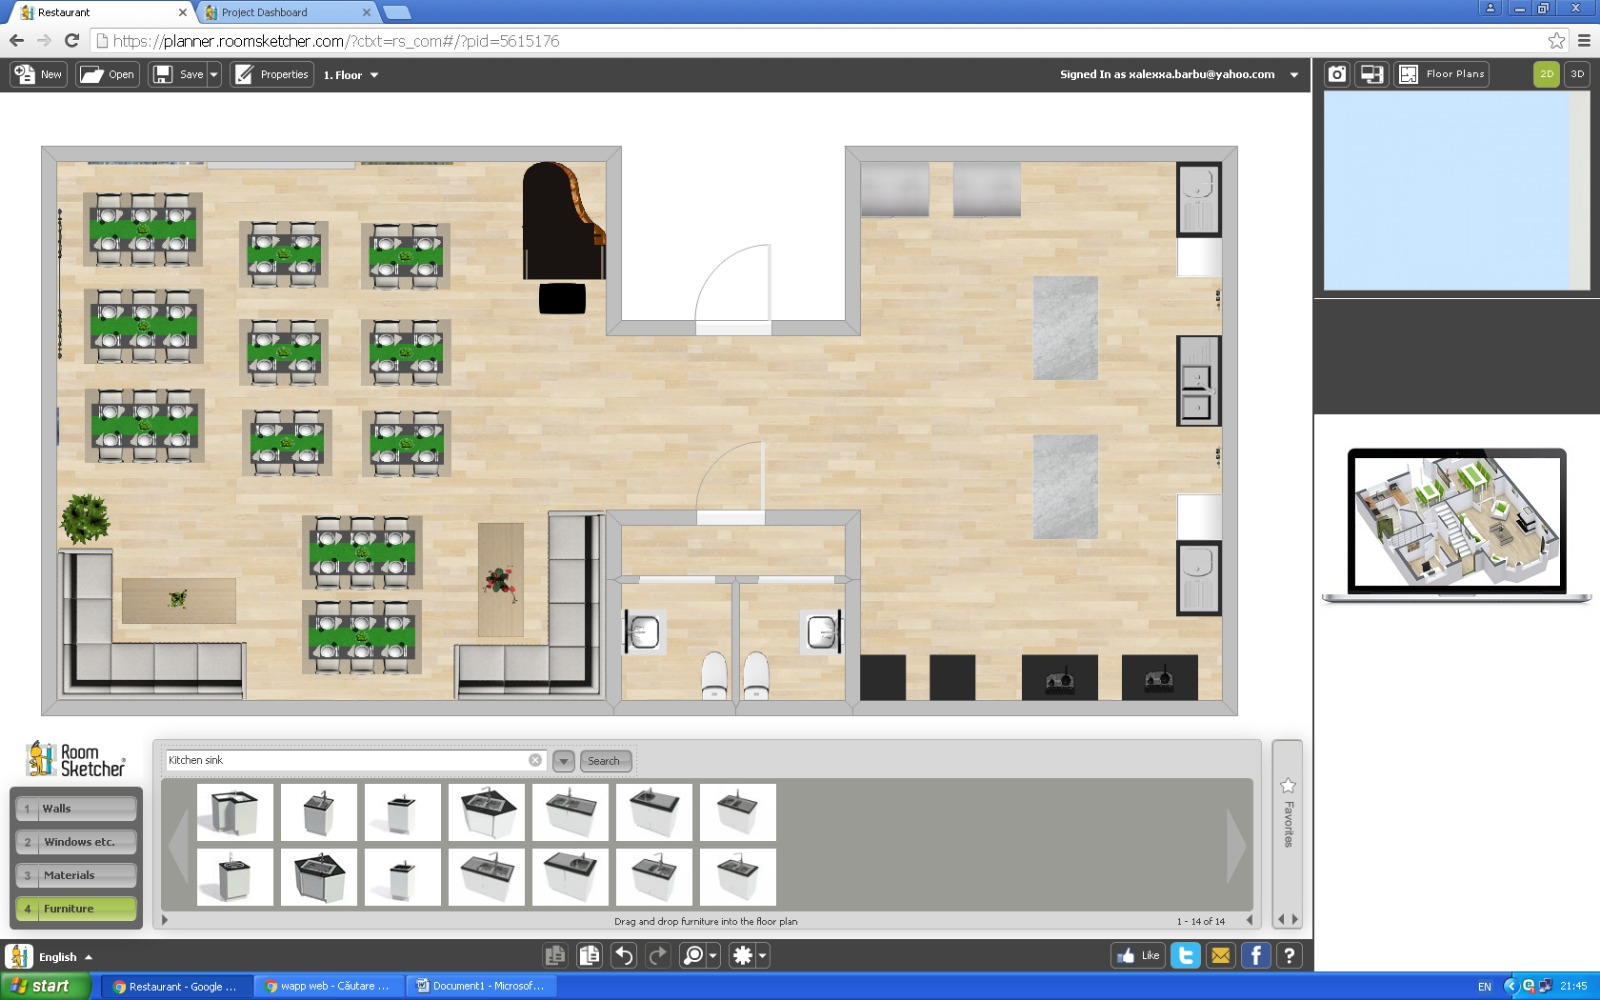 Restaurant
Project Dashboard
https://planner.roomsketcher.com/?ctxt=rs_com#/?pid=5615176
New
Open
Save
Properties
1. Floor
Signed In as xalexxa.barbu@yahoo.com
Floor Plans
2D
3D
Room
Sketcher
Kitchen sink
Search
1 Walls
2 Windows etc.
3 Materials
4 Furniture
Favorites
Drag and drop furniture into the floor plan
1 - 14 of 14
English
Like
?
start
Restaurant - Google ...
wapp web - Căutare ...
Document1 - Microsof...
EN
21:45